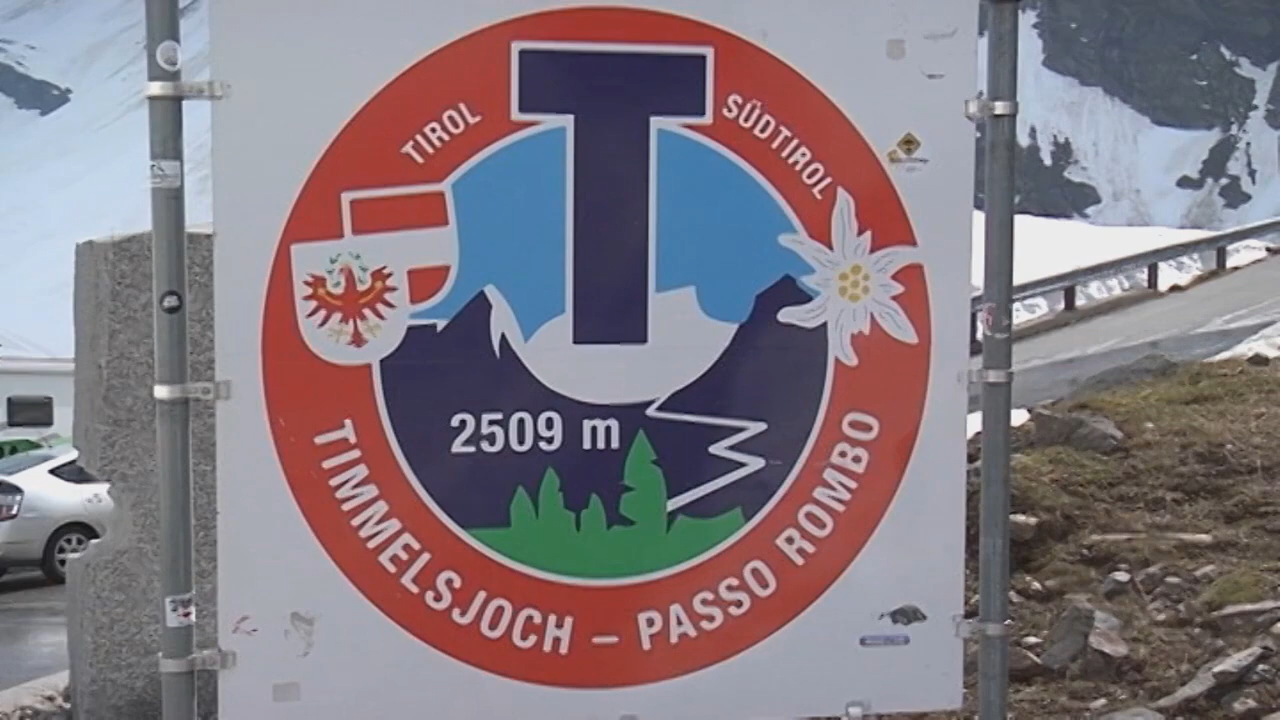 T
TIROL
SÜDTIROL
2509 m
TIMMELSJOCH – PASSO ROMBO